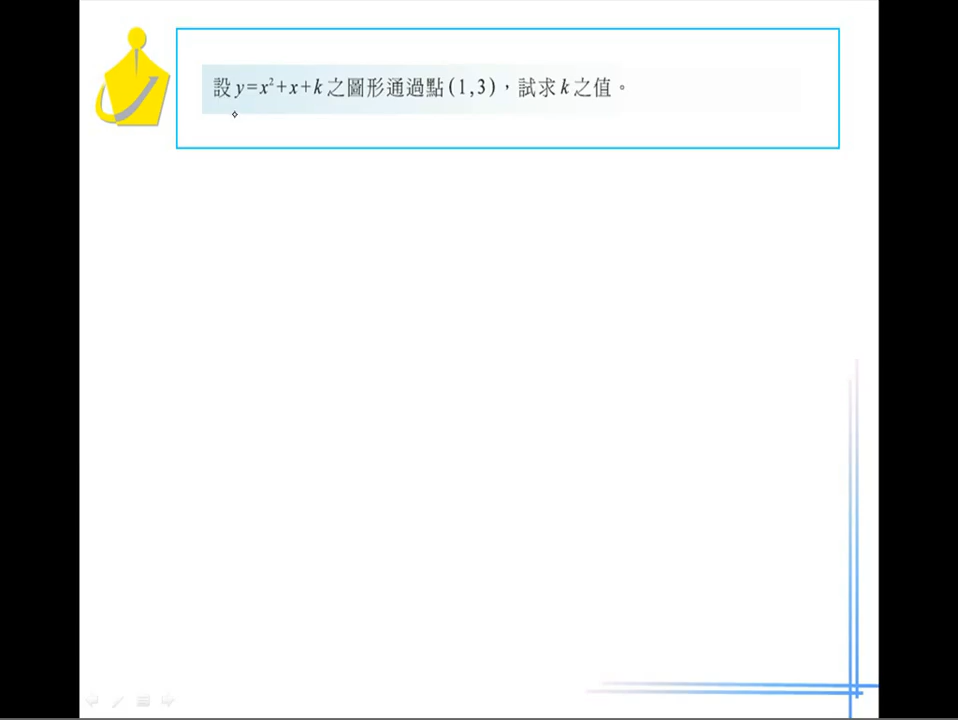 設 y=x²+x+k 之圖形通過點(1,3)，試求 k 之值。